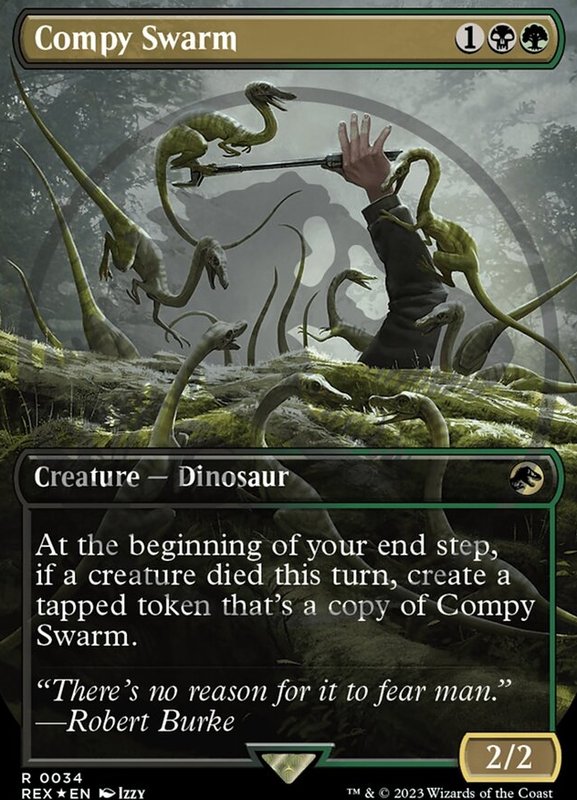 Compy Swarm 1
Creature — Dinosaur
At the beginning of your end step,
if a creature died this turn, create a
tapped token that's a copy of Compy
Swarm.
“There's no reason for it to fear man.”
—Robert Burke
2/2
R 0034
REX★EN Izzy
™ & © 2023 Wizards of the Coast